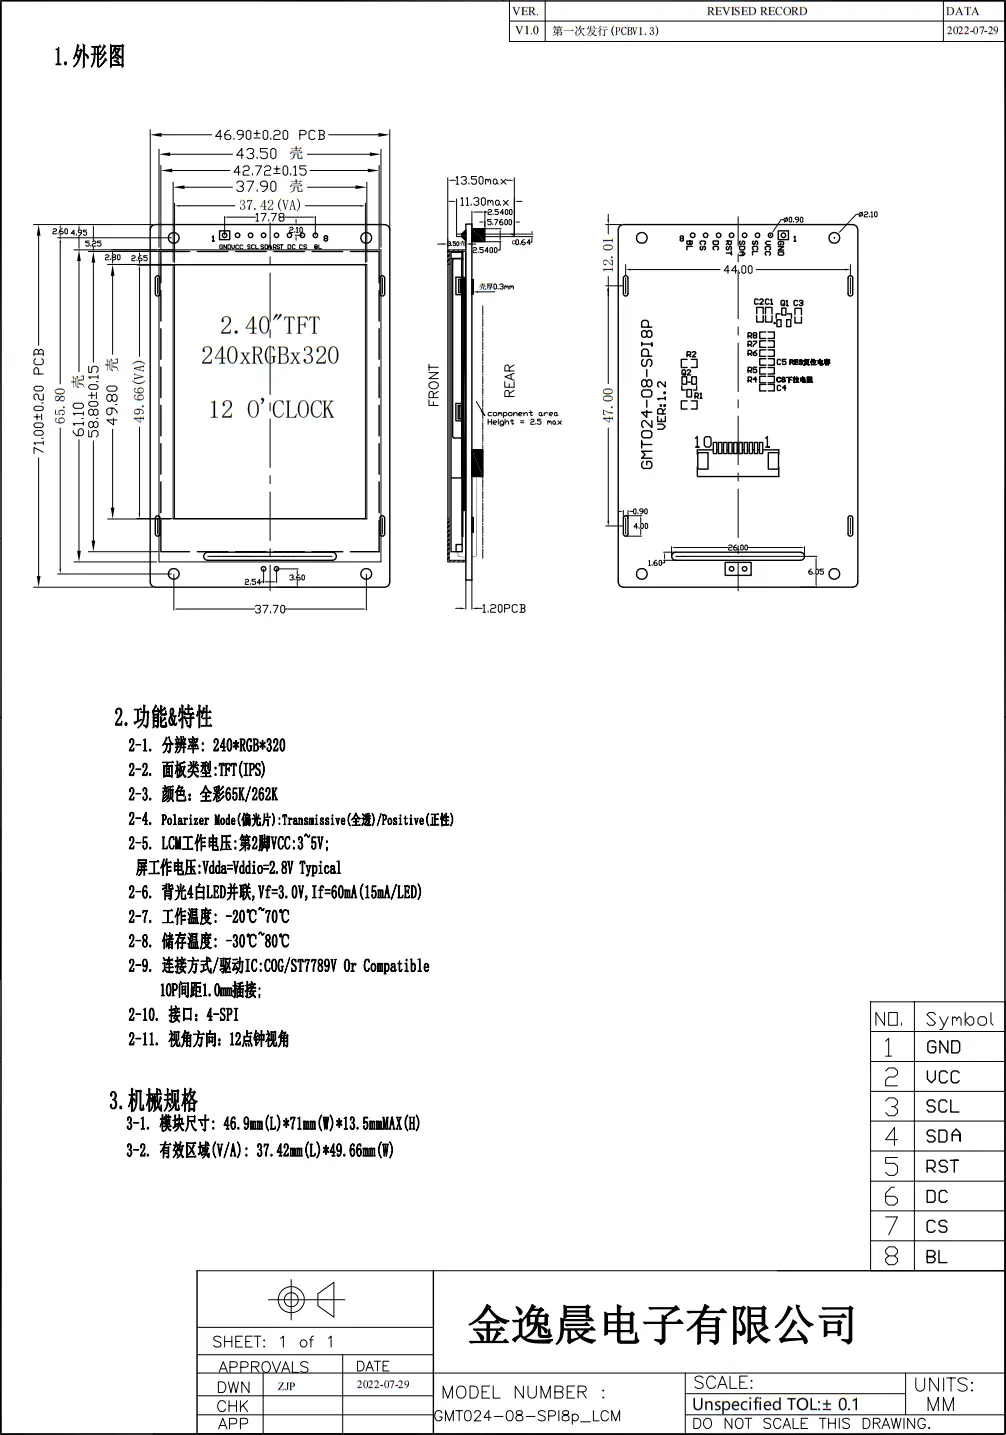 VER. REVISED RECORD DATA
V1.0 第一次发行(PCBV1.3) 2022-07-29
1.外形图
46.90±0.20 PCB
43.50 壳
42.72±0.15
37.90 壳
37.42(VA)
17.78
2.60 4.95
5.25
2.10
1
8
GND VCC SCL SDA RST DC CS BL
2.80 2.65
71.00±0.20 PCB
65.80
61.10 壳
58.80±0.15
49.80 壳
49.66(VA)
2.40"TFT
240xRGBx320
12 O'CLOCK
2.54
3.60
37.70
13.50max
11.30max
2.5400
5.7600
3.50
2.5400
□0.64
壳厚0.3mm
FRONT
REAR
component area
Height = 2.5 max
1.20PCB
ø0.90
ø2.10
12.01
8
BL CS DC RST SDA SCL VCC GND
1
44.00
C2 C1 Q1 C3
R8
R7
R6
C5 RES复位电容
R5
R4
C8下拉电阻
C4
R2
Q2
R1
GMT024-08-SPI8P
VER:1.2
47.00
10 1
0.90
4.00
26.00
1.60
6.05
2.功能&特性
2-1. 分辨率: 240*RGB*320
2-2. 面板类型:TFT(IPS)
2-3. 颜色: 全彩65K/262K
2-4. Polarizer Mode(偏光片):Transmissive(全透)/Positive(正性)
2-5. LCM工作电压:第2脚VCC:3~5V;
屏工作电压:Vdda=Vddio=2.8V Typical
2-6. 背光4白LED并联,Vf=3.0V,If=60mA(15mA/LED)
2-7. 工作温度: -20℃~70℃
2-8. 储存温度: -30℃~80℃
2-9. 连接方式/驱动IC:COG/ST7789V Or Compatible
10P间距1.0mm插接;
2-10. 接口: 4-SPI
2-11. 视角方向: 12点钟视角
3.机械规格
3-1. 模块尺寸: 46.9mm(L)*71mm(W)*13.5mmMAX(H)
3-2. 有效区域(V/A): 37.42mm(L)*49.66mm(W)
NO. Symbol
1 GND
2 VCC
3 SCL
4 SDA
5 RST
6 DC
7 CS
8 BL
SHEET: 1 of 1
APPROVALS DATE
DWN ZJP 2022-07-29
CHK
APP
金逸晨电子有限公司
MODEL NUMBER :
GMT024-08-SPI8p_LCM
SCALE:
Unspecified TOL:± 0.1
UNITS:
MM
DO NOT SCALE THIS DRAWING.